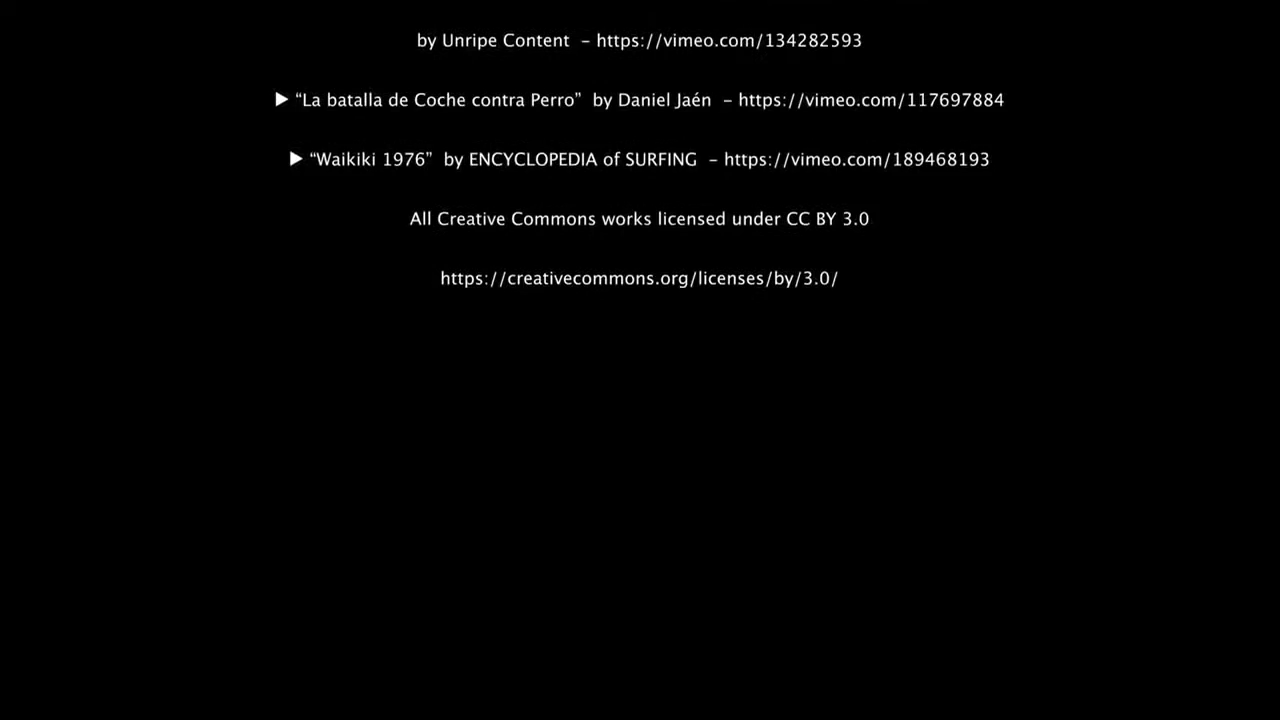 by Unripe Content  – https://vimeo.com/134282593
▶ “La batalla de Coche contra Perro”  by Daniel Jaén  – https://vimeo.com/117697884
▶ “Waikiki 1976”  by ENCYCLOPEDIA of SURFING  – https://vimeo.com/189468193
All Creative Commons works licensed under CC BY 3.0
https://creativecommons.org/licenses/by/3.0/